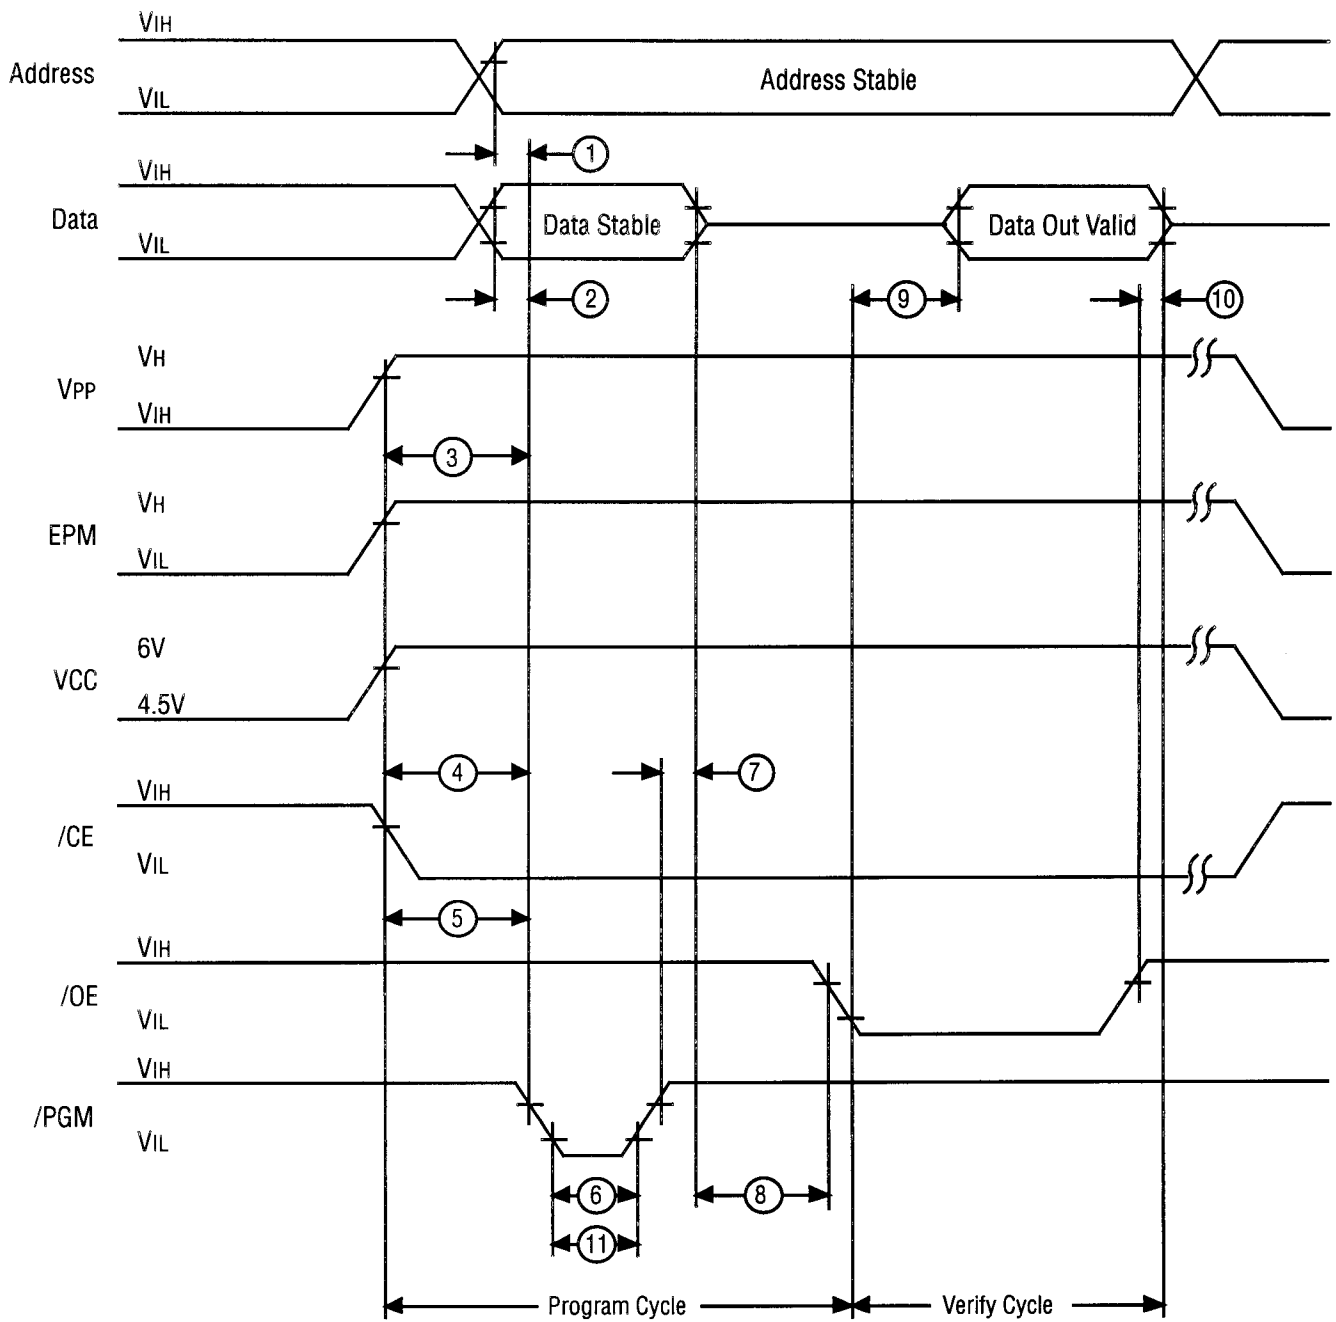 VIH
Address
Address Stable
VIL
1
VIH
Data
Data Stable
Data Out Valid
VIL
2
9
10
VH
VPP
VIH
3
VH
EPM
VIL
6V
VCC
4.5V
4
7
VIH
/CE
VIL
5
VIH
/OE
VIL
VIH
/PGM
VIL
6
8
11
Program Cycle
Verify Cycle